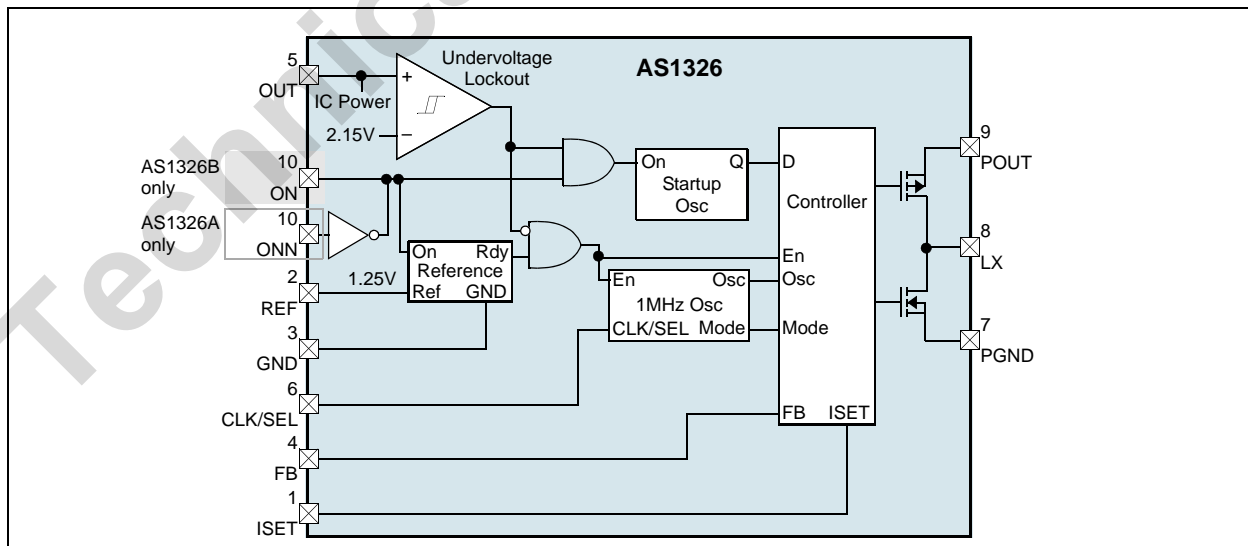 Technica
AS1326
5
OUT
IC Power
Undervoltage
Lockout
+
2.15V
−
AS1326B
only
10
ON
AS1326A
only
10
ONN
2
REF
3
GND
6
CLK/SEL
4
FB
1
ISET
1.25V
On Rdy
Reference
Ref GND
On Q
Startup
Osc
En Osc
1MHz Osc
CLK/SEL Mode
D
Controller
En
Osc
Mode
FB ISET
9
POUT
8
LX
7
PGND